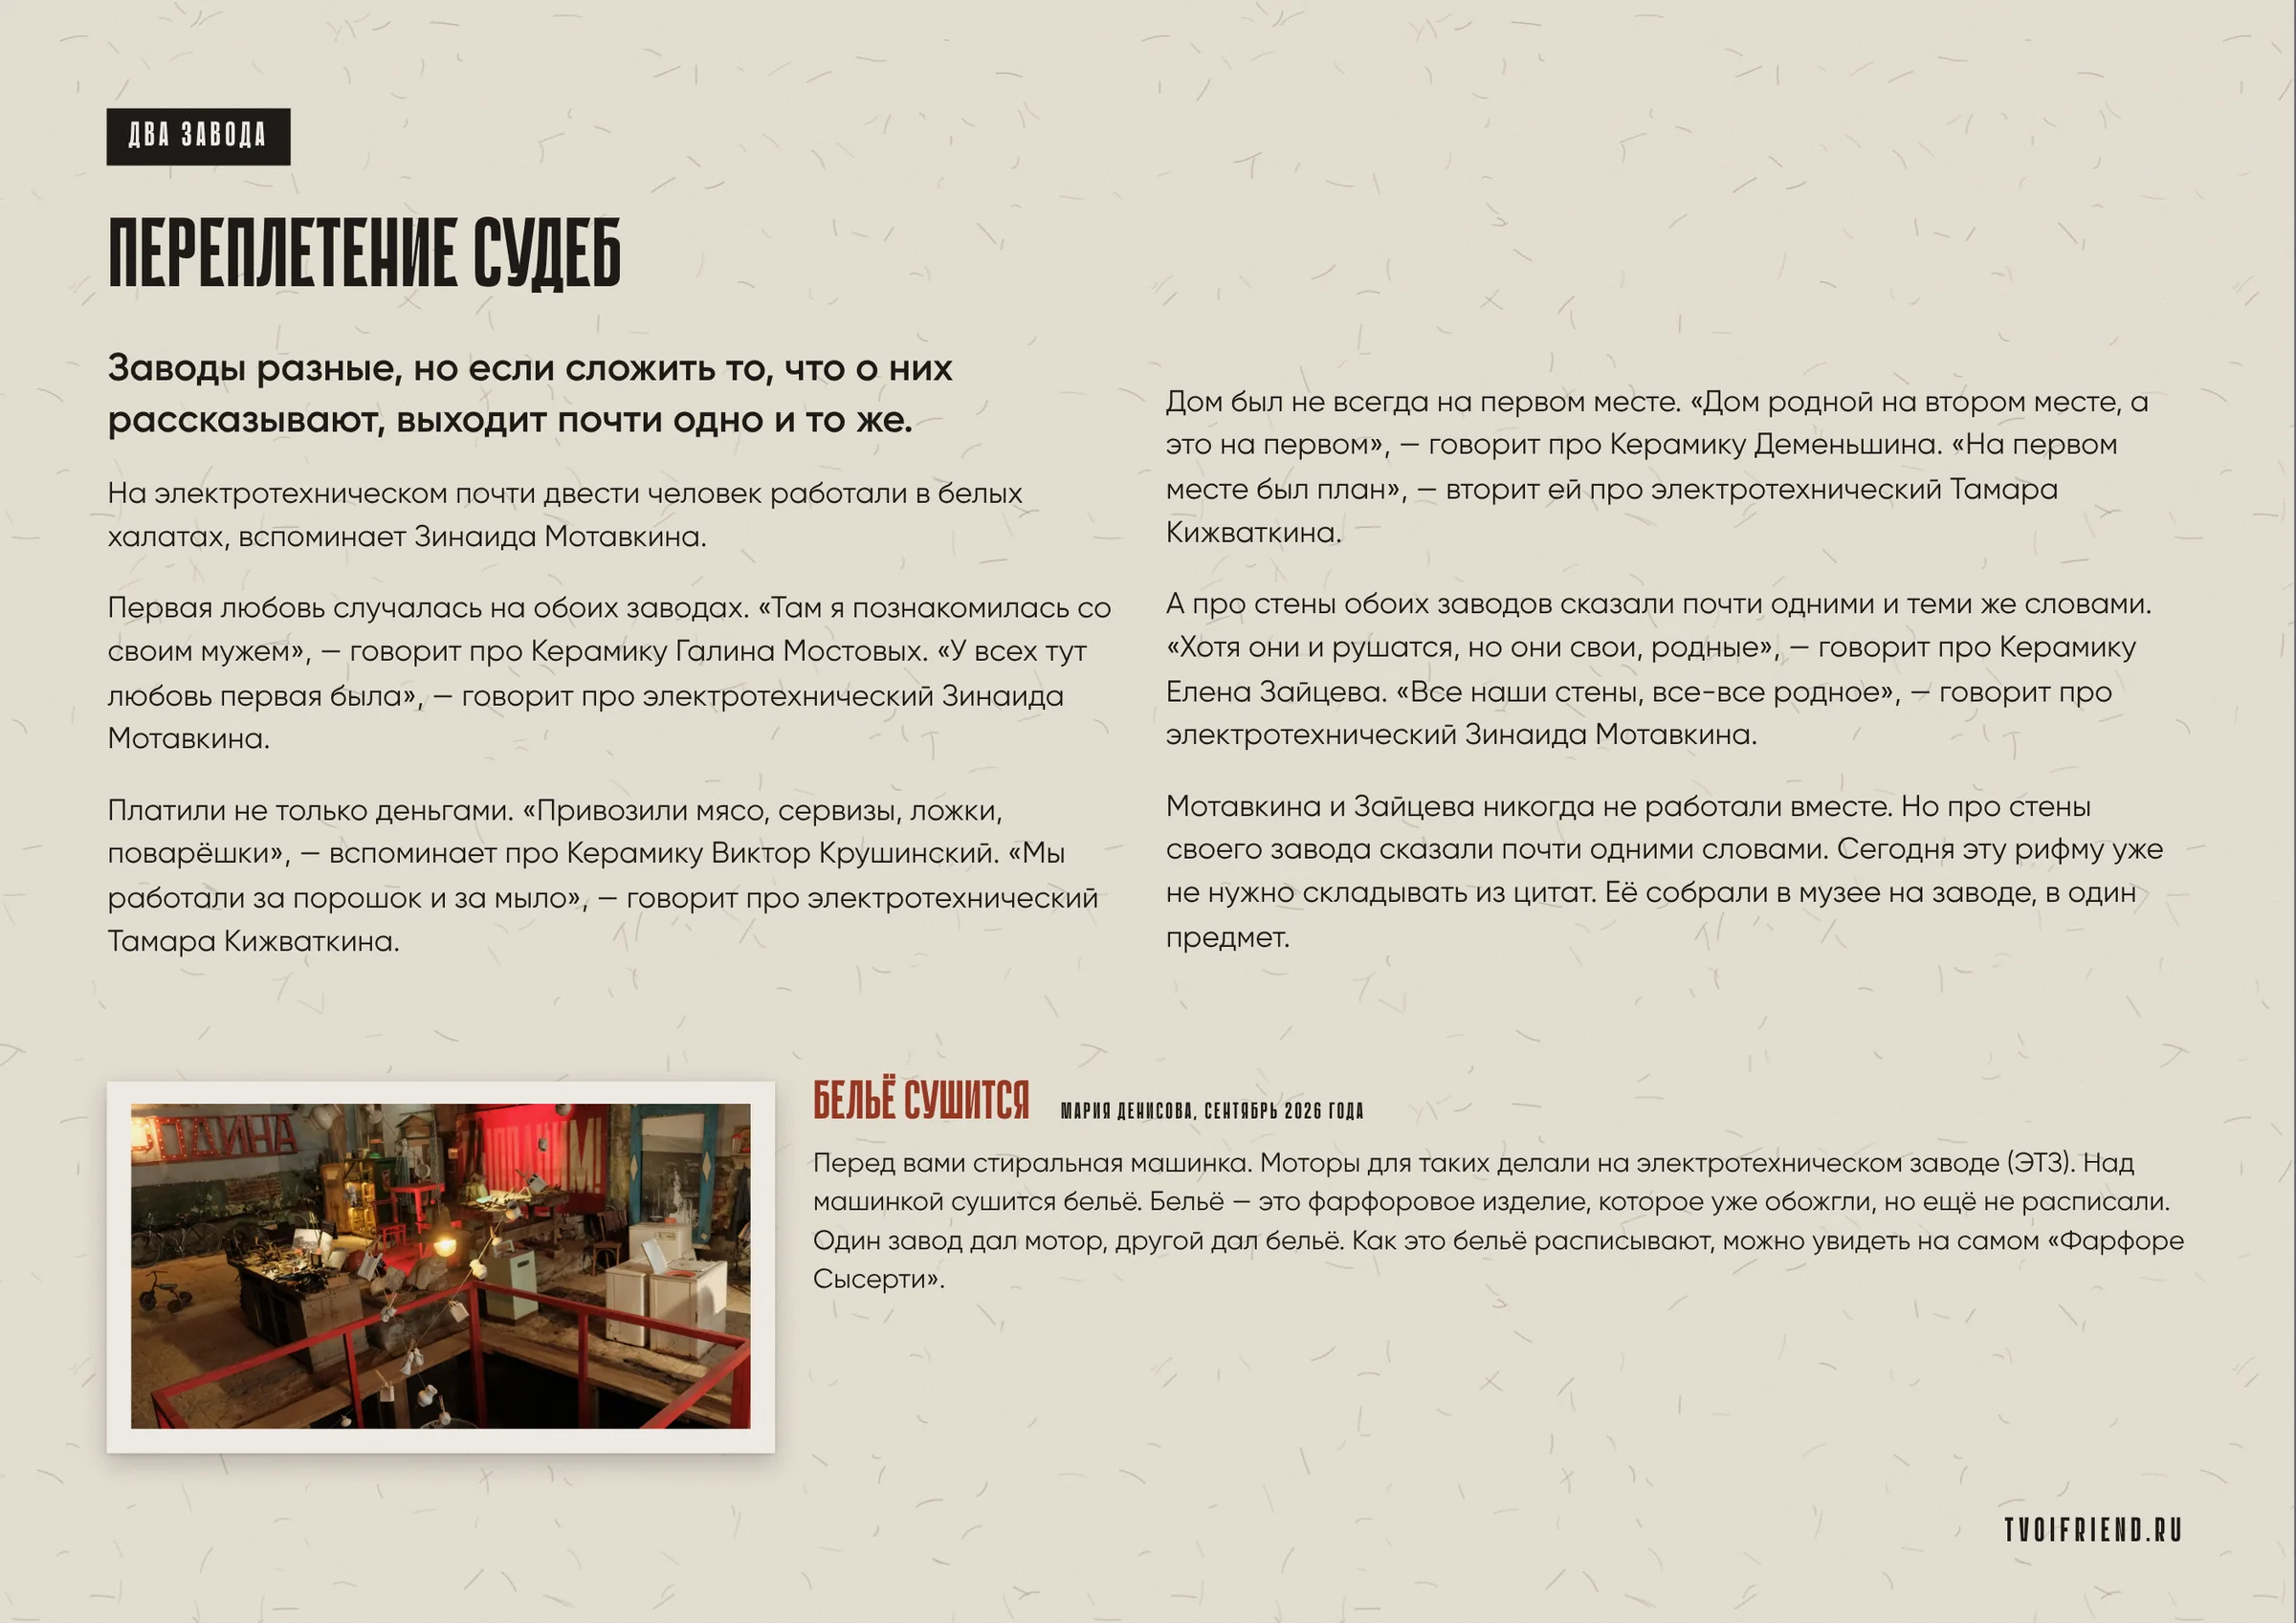 ДВА ЗАВОДА
ПЕРЕПЛЕТЕНИЕ СУДЕБ
Заводы разные, но если сложить то, что о них
рассказывают, выходит почти одно и то же.
На электротехническом почти двести человек работали в белых
халатах, вспоминает Зинаида Мотавкина.
Первая любовь случалась на обоих заводах. «Там я познакомилась со
своим мужем», — говорит про Керамику Галина Мостовых. «У всех тут
любовь первая была», — говорит про электротехнический Зинаида
Мотавкина.
Платили не только деньгами. «Привозили мясо, сервизы, ложки,
поварёшки», — вспоминает про Керамику Виктор Крушинский. «Мы
работали за порошок и за мыло», — говорит про электротехнический
Тамара Кижваткина.
Дом был не всегда на первом месте. «Дом родной на втором месте, а
это на первом», — говорит про Керамику Деменьшина. «На первом
месте был план», — вторит ей про электротехнический Тамара
Кижваткина.
А про стены обоих заводов сказали почти одними и теми же словами.
«Хотя они и рушатся, но они свои, родные», — говорит про Керамику
Елена Зайцева. «Все наши стены, все-все родное», — говорит про
электротехнический Зинаида Мотавкина.
Мотавкина и Зайцева никогда не работали вместе. Но про стены
своего завода сказали почти одними словами. Сегодня эту рифму уже
не нужно складывать из цитат. Её собрали в музее на заводе, в один
предмет.
ОДИНА
БЕЛЬЁ СУШИТСЯ
МАРИЯ ДЕНИСОВА, СЕНТЯБРЬ 2026 ГОДА
Перед вами стиральная машинка. Моторы для таких делали на электротехническом заводе (ЭТЗ). Над
машинкой сушится бельё. Бельё — это фарфоровое изделие, которое уже обожгли, но ещё не расписали.
Один завод дал мотор, другой дал бельё. Как это бельё расписывают, можно увидеть на самом «Фарфоре
Сысерти».
TVOIFRIEND.RU